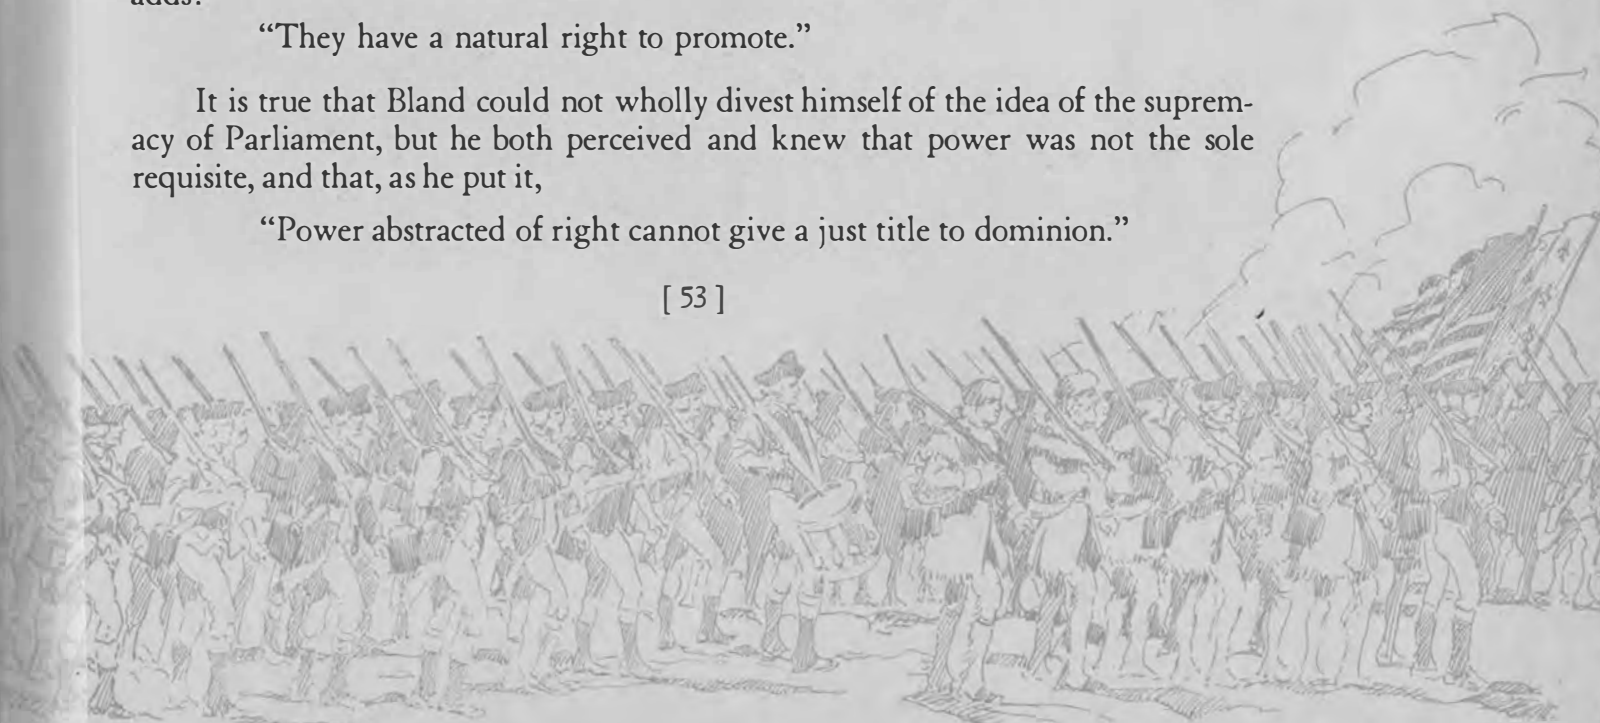 “They have a natural right to promote.”
It is true that Bland could not wholly divest himself of the idea of the suprem-
acy of Parliament, but he both perceived and knew that power was not the sole
requisite, and that, as he put it,
“Power abstracted of right cannot give a just title to dominion.”
[ 53 ]